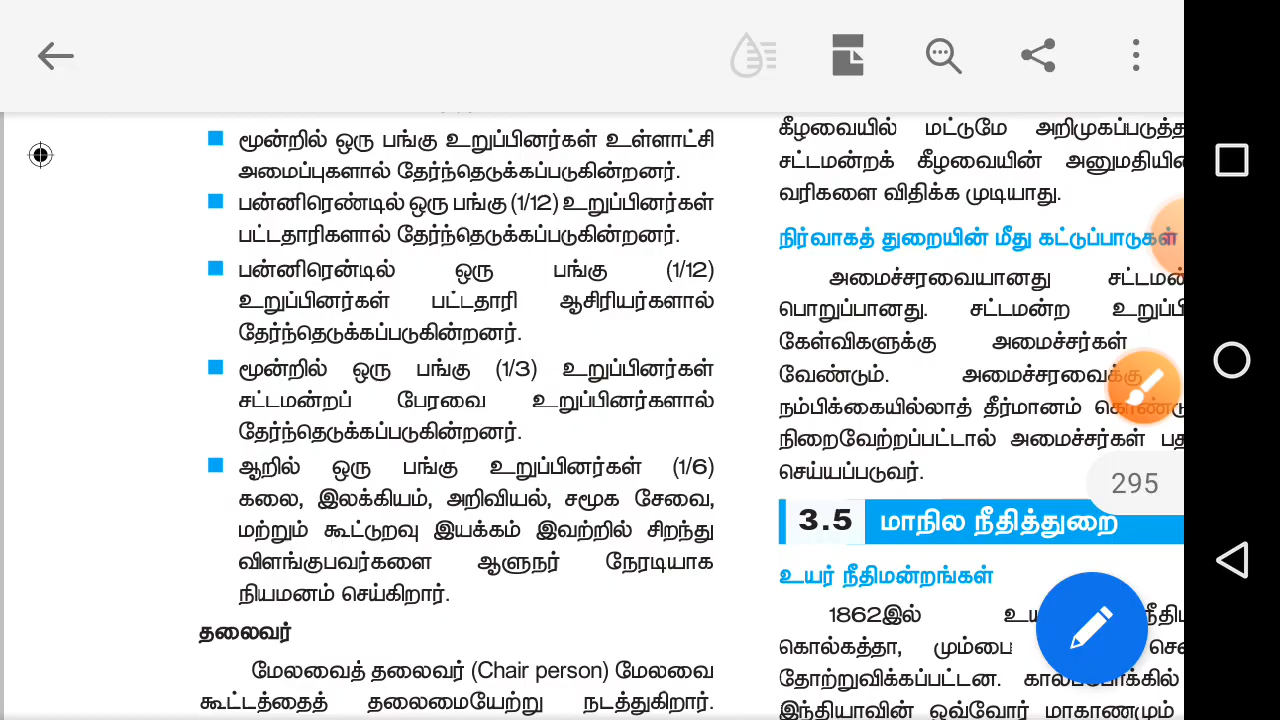 மூன்றில் ஒரு பங்கு உறுப்பினர்கள் உள்ளாட்சி
அமைப்புகளால் தேர்ந்தெடுக்கப்படுகின்றனர்.
பன்னிரெண்டில் ஒரு பங்கு (1/12) உறுப்பினர்கள்
பட்டதாரிகளால் தேர்ந்தெடுக்கப்படுகின்றனர்.
பன்னிரென்டில் ஒரு பங்கு (1/12)
உறுப்பினர்கள் பட்டதாரி ஆசிரியர்களால்
தேர்ந்தெடுக்கப்படுகின்றனர்.
மூன்றில் ஒரு பங்கு (1/3) உறுப்பினர்கள்
சட்டமன்றப் பேரவை உறுப்பினர்களால்
தேர்ந்தெடுக்கப்படுகின்றனர்.
ஆறில் ஒரு பங்கு உறுப்பினர்கள் (1/6)
கலை, இலக்கியம், அறிவியல், சமூக சேவை,
மற்றும் கூட்டுறவு இயக்கம் இவற்றில் சிறந்து
விளங்குபவர்களை ஆளுநர் நேரடியாக
நியமனம் செய்கிறார்.
தலைவர்
மேலவைத் தலைவர் (Chair person) மேலவை
கூட்டத்தைத் தலைமையேற்று நடத்துகிறார்.
கீழவையில் மட்டுமே
சட்டமன்றக் கீழவையின்
வரிகளை விதிக்க முடியாது.
நிர்வாகத் துறையின் மீது கட்டுப்பாடுகள்
அமைச்சரவையானது
பொறுப்பானது. சட்டமன்ற
கேள்விகளுக்கு அமைச்சர்கள்
வேண்டும். அமைச்சரவைக்கு
நம்பிக்கையில்லாத் தீர்மானம்
நிறைவேற்றப்பட்டால் அமைச்சர்கள்
செய்யப்படுவர்.
295
3.5 மாநில நீதித்துறை
உயர் நீதிமன்றங்கள்
1862இல்
கொல்கத்தா, மும்பை
தோற்றுவிக்கப்பட்டன.
இந்தியாவின் ஒவ்வோர் மாகாணமும்